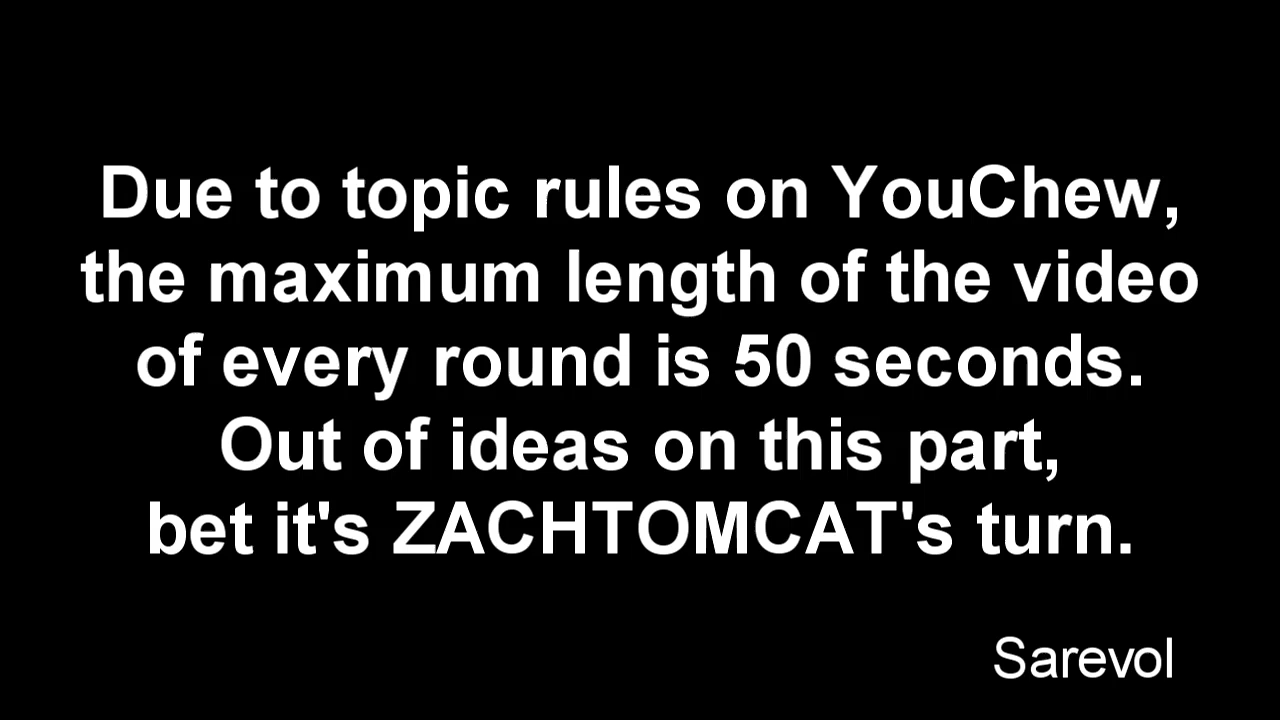 Due to topic rules on YouChew,
the maximum length of the video
of every round is 50 seconds.
Out of ideas on this part,
bet it's ZACHTOMCAT's turn.
Sarevol